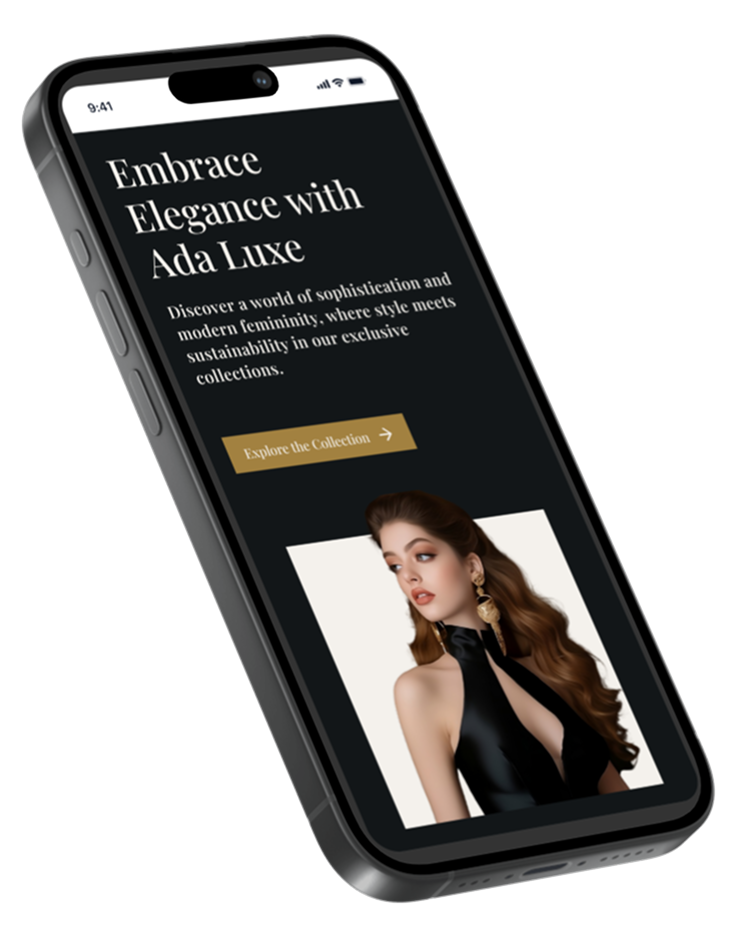 9:41
Embrace
Elegance with
Ada Luxe
Discover a world of sophistication and
modern femininity, where style meets
sustainability in our exclusive
collections.
Explore the Collection →